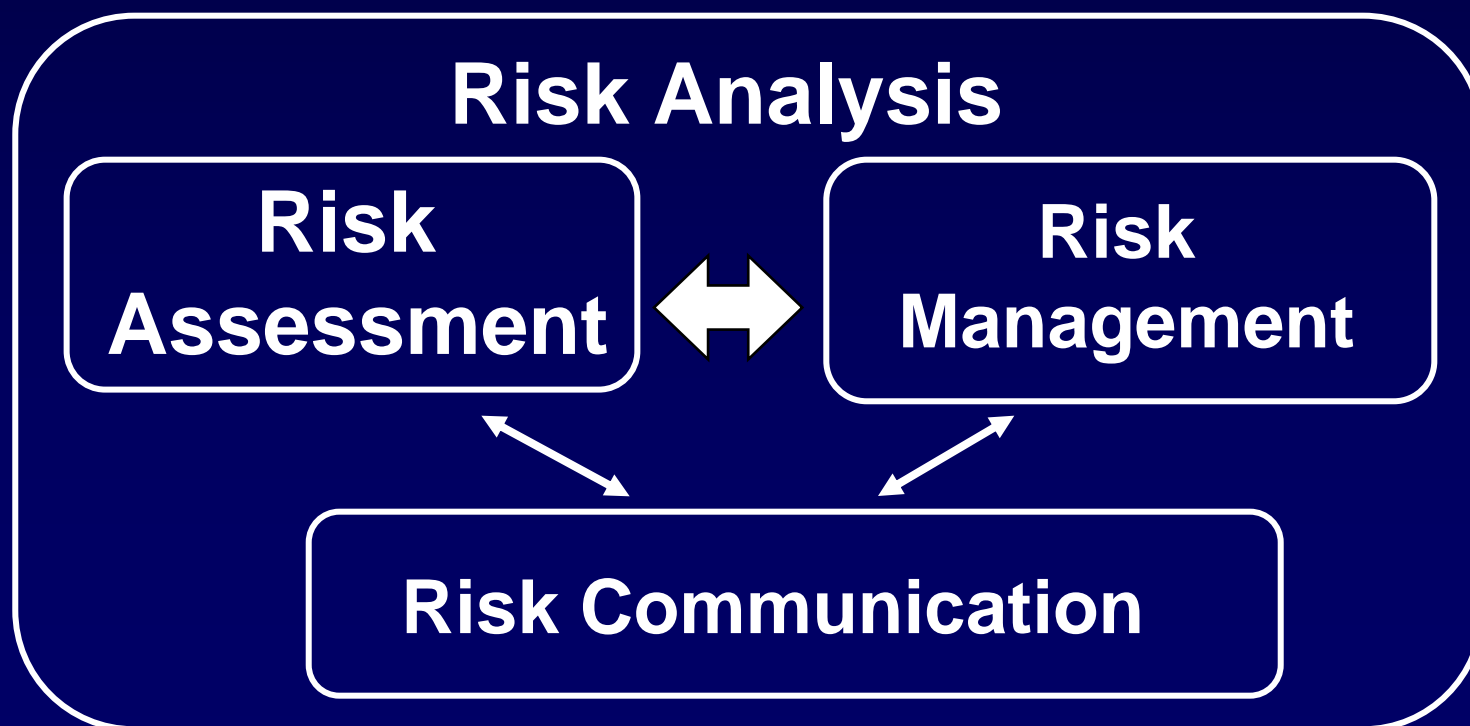 Risk Analysis
Risk
Assessment
Risk
Management
Risk Communication